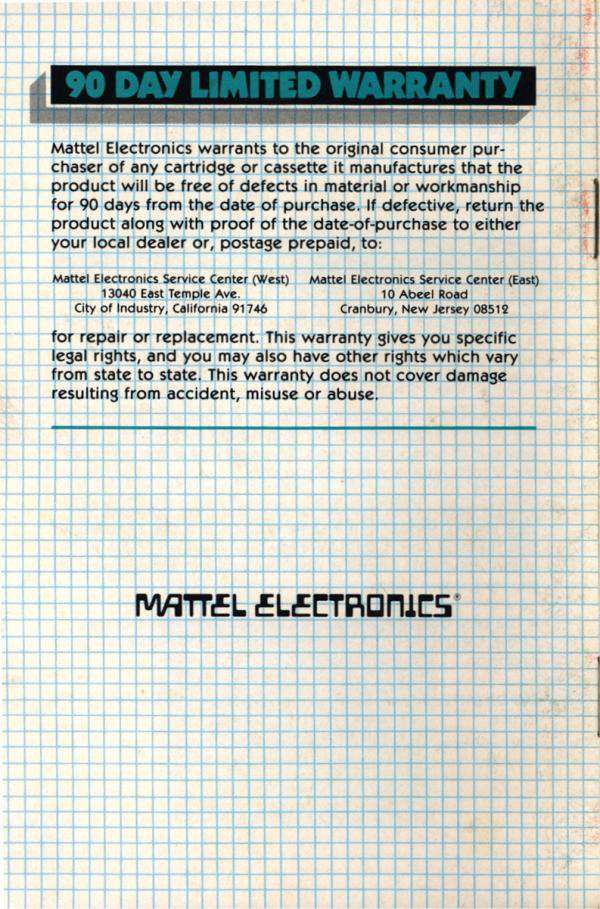 90 DAY LIMITED WARRANTY
Mattel Electronics warrants to the original consumer pur-
chaser of any cartridge or cassette it manufactures that the
product will be free of defects in material or workmanship
for 90 days from the date of purchase. If defective, return the
product along with proof of the date-of-purchase to either
your local dealer or, postage prepaid, to:
Mattel Electronics Service Center (West)
13040 East Temple Ave.
City of Industry, California 91746
Mattel Electronics Service Center (East)
10 Abeel Road
Cranbury, New Jersey 08512
for repair or replacement. This warranty gives you specific
legal rights, and you may also have other rights which vary
from state to state. This warranty does not cover damage
resulting from accident, misuse or abuse.
MATTEL ELECTRONICS®